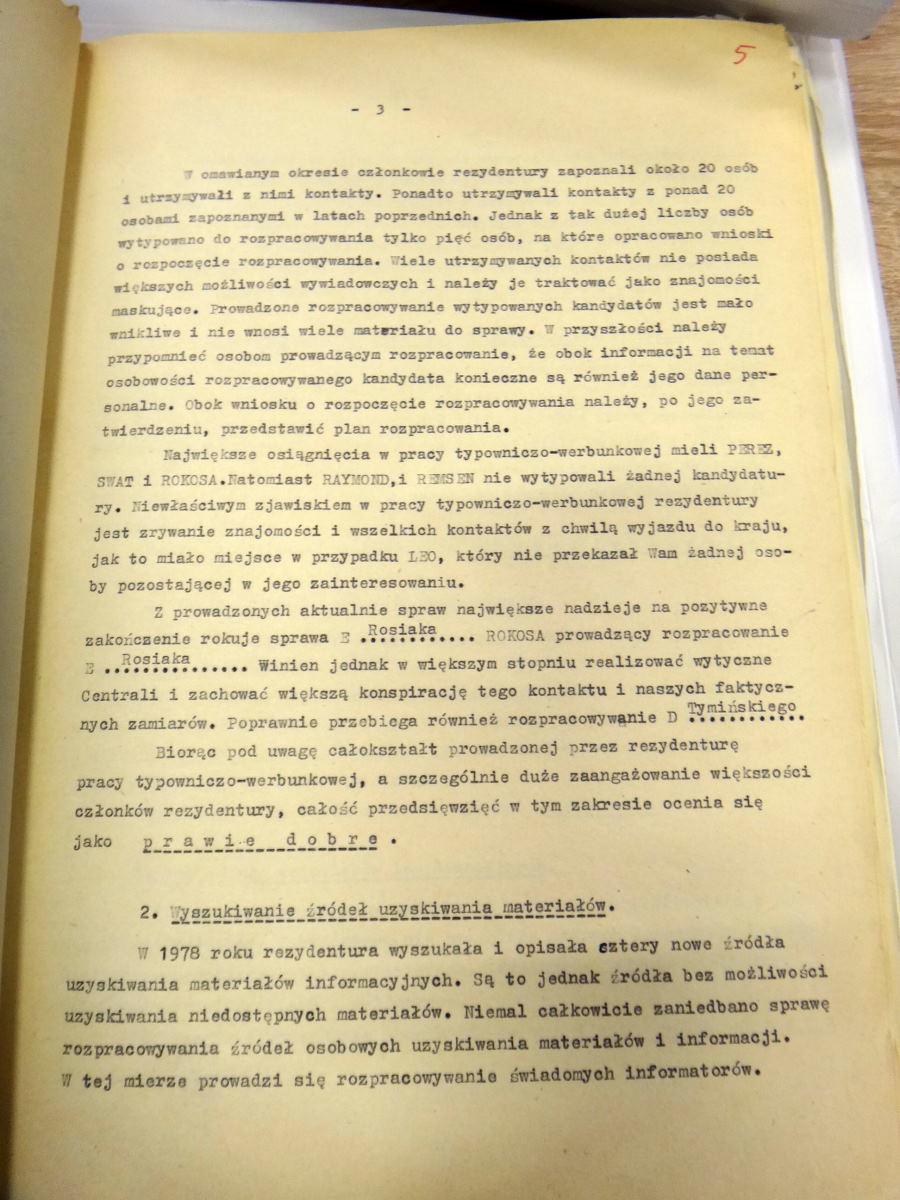 5
- 3 -
W omawianym okresie członkowie rezydentury zapoznali około 20 osób
i utrzymywali z nimi kontakty. Ponadto utrzymywali kontakty z ponad 20
osobami zapoznanymi w latach poprzednich. Jednak z tak dużej liczby osób
wytypowano do rozpracowywania tylko pięć osób, na które opracowano wnioski
o rozpoczęcie rozpracowywania. Wiele utrzymywanych kontaktów nie posiada
większych możliwości wywiadowczych i należy je traktować jako znajomości
maskujące. Prowadzone rozpracowywanie wytypowanych kandydatów jest mało
wnikliwe i nie wnosi wiele materiału do sprawy. W przyszłości należy
przypomnieć osobom prowadzącym rozpracowanie, że obok informacji na temat
osobowości rozpracowywanego kandydata konieczne są również jego dane per-
sonalne. Obok wniosku o rozpoczęcie rozpracowywania należy, po jego za-
twierdzeniu, przedstawić plan rozpracowania.
Największe osiągnięcia w pracy typowniczo-werbunkowej mieli PEREZ,
SWAT i ROKOSA.Natomiast RAYMOND,i REMSEN nie wytypowali żadnej kandydatu-
ry. Niewłaściwym zjawiskiem w pracy typowniczo-werbunkowej rezydentury
jest zrywanie znajomości i wszelkich kontaktów z chwilą wyjazdu do kraju,
jak to miało miejsce w przypadku LEO, który nie przekazał Wam żadnej oso-
by pozostającej w jego zainteresowaniu.
Z prowadzonych aktualnie spraw największe nadzieje na pozytywne
zakończenie rokuje sprawa E Rosiaka.... ROKOSA prowadzący rozpracowanie
E Rosiaka...... Winien jednak w większym stopniu realizować wytyczne
Centrali i zachować większą konspirację tego kontaktu i naszych faktycz-
nych zamiarów. Poprawnie przebiega również rozpracowywanie D Tymińskiego
Biorąc pod uwagę całokształt prowadzonej przez rezydenturę
pracy typowniczo-werbunkowej, a szczególnie duże zaangażowanie większości
członków rezydentury, całość przedsięwzięć w tym zakresie ocenia się
jako p r a w i e d o b r e .
2. Wyszukiwanie źródeł uzyskiwania materiałów.
W 1978 roku rezydentura wyszukała i opisała cztery nowe źródła
uzyskiwania materiałów informacyjnych. Są to jednak źródła bez możliwości
uzyskiwania niedostępnych materiałów. Niemal całkowicie zaniedbano sprawę
rozpracowywania źródeł osobowych uzyskiwania materiałów i informacji.
W tej mierze prowadzi się rozpracowywanie świadomych informatorów.